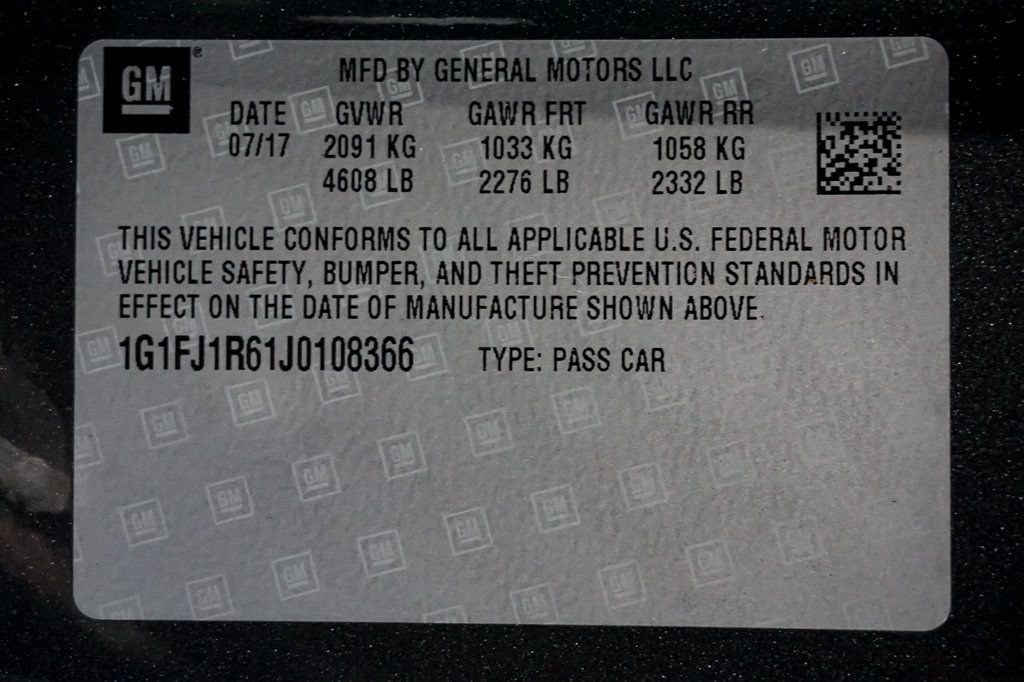 GM ®
MFD BY GENERAL MOTORS LLC
DATE GVWR GAWR FRT GAWR RR
07/17 2091 KG 1033 KG 1058 KG
4608 LB 2276 LB 2332 LB
THIS VEHICLE CONFORMS TO ALL APPLICABLE U.S. FEDERAL MOTOR
VEHICLE SAFETY, BUMPER, AND THEFT PREVENTION STANDARDS IN
EFFECT ON THE DATE OF MANUFACTURE SHOWN ABOVE.
1G1FJ1R61J0108366 TYPE: PASS CAR